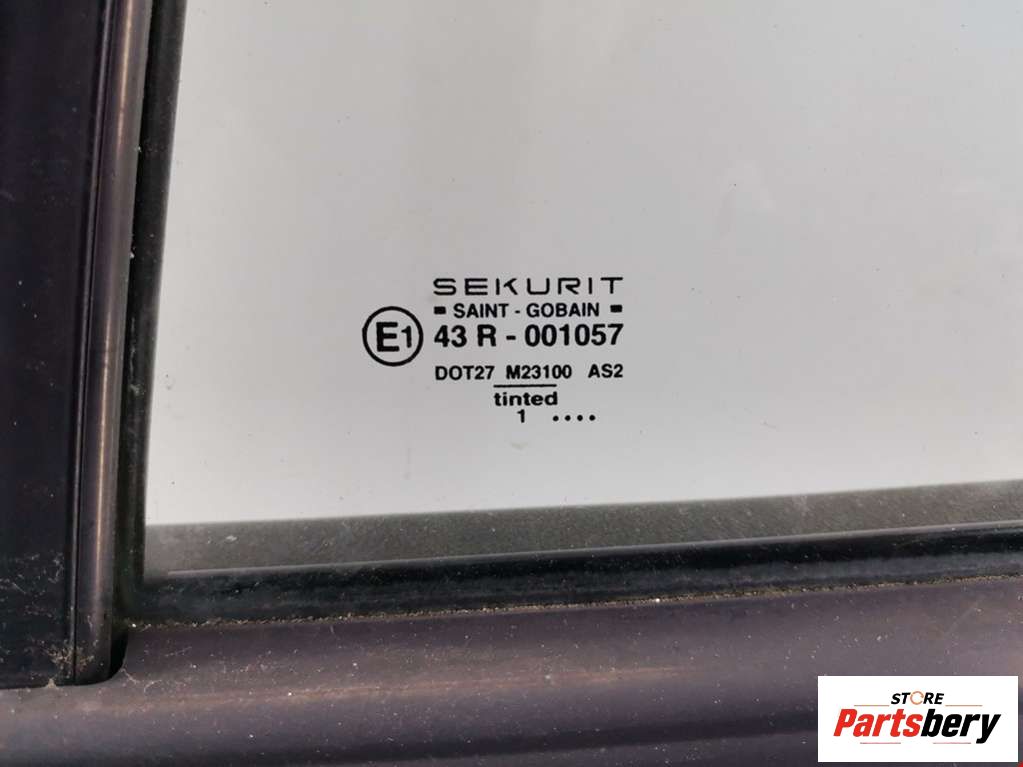 SEKURIT
SAINT - GOBAIN
E1 43 R - 001057
DOT27 M23100 AS2
tinted
1 ....
STORE
Partsbery